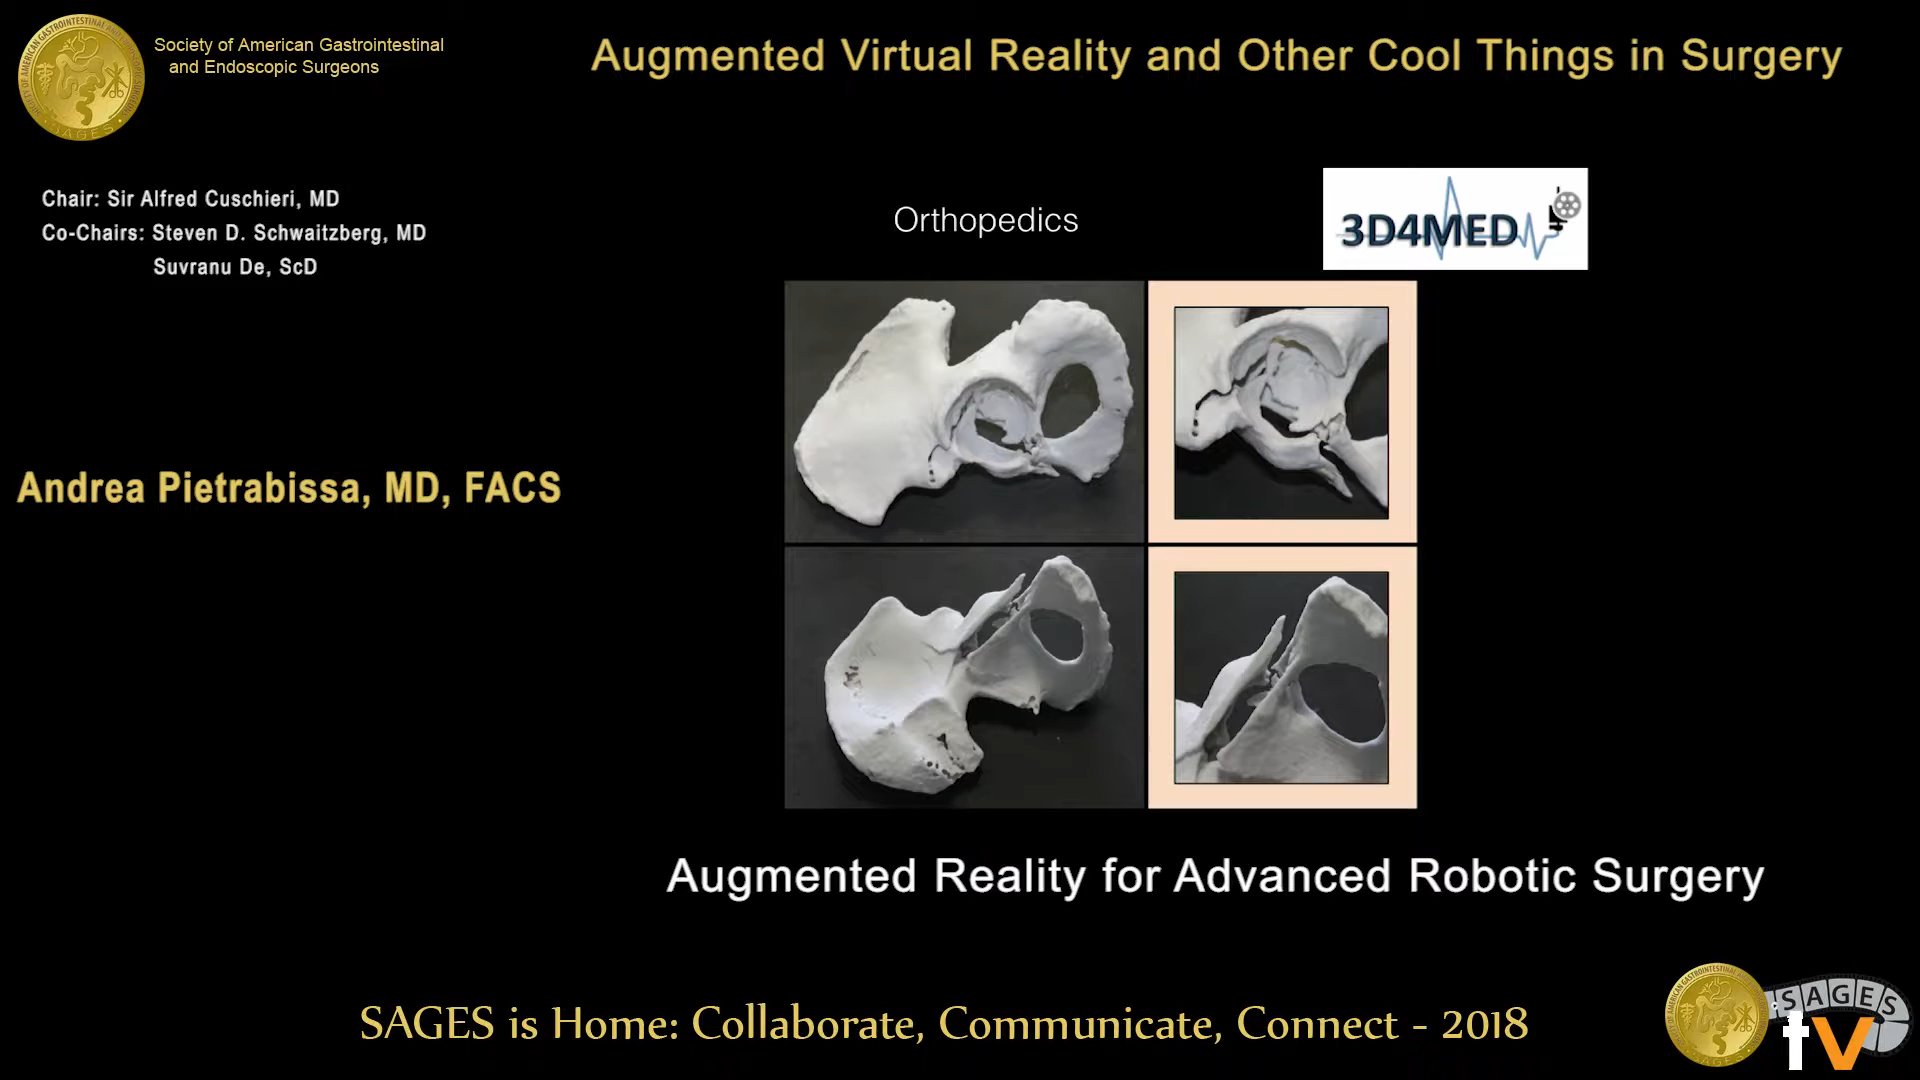 Society of American Gastrointestinal
and Endoscopic Surgeons
Augmented Virtual Reality and Other Cool Things in Surgery
Chair: Sir Alfred Cuschieri, MD
Co-Chairs: Steven D. Schwaitzberg, MD
Suvranu De, ScD
Orthopedics
3D4MED
Andrea Pietrabissa, MD, FACS
Augmented Reality for Advanced Robotic Surgery
SAGES is Home: Collaborate, Communicate, Connect - 2018
SAGES
tv